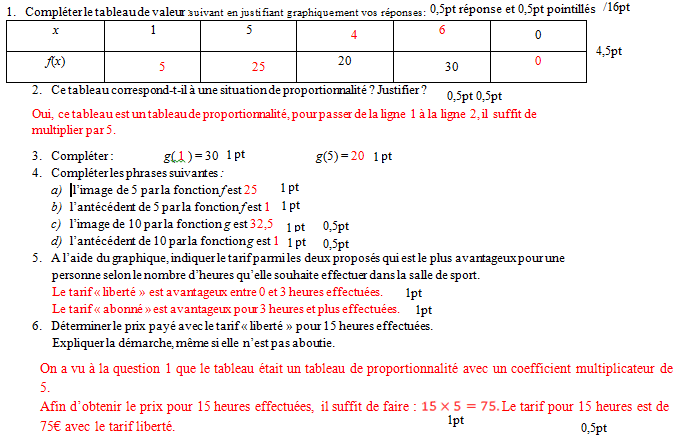 1. Compléter le tableau de valeur suivant en justifiant graphiquement vos réponses: 0,5pt réponse et 0,5pt pointillés /16pt
x 1 5 4 6 0
f(x) 5 25 20 30 0 4,5pt
2. Ce tableau correspond-t-il à une situation de proportionnalité ? Justifier ? 0,5pt 0,5pt
Oui, ce tableau est un tableau de proportionnalité, pour passer de la ligne 1 à la ligne 2, il suffit de
multiplier par 5.
3. Compléter : g( 1 ) = 30 1 pt g(5) = 20 1 pt
4. Compléter les phrases suivantes :
a) l'image de 5 par la fonction f est 25 1 pt
b) l'antécédent de 5 par la fonction f est 1 1 pt
c) l'image de 10 par la fonction g est 32,5 1 pt 0,5pt
d) l'antécédent de 10 par la fonction g est 1 1 pt 0,5pt
5. A l'aide du graphique, indiquer le tarif parmi les deux proposés qui est le plus avantageux pour une
personne selon le nombre d'heures qu'elle souhaite effectuer dans la salle de sport.
Le tarif « liberté » est avantageux entre 0 et 3 heures effectuées. 1pt
Le tarif « abonné » est avantageux pour 3 heures et plus effectuées. 1pt
6. Déterminer le prix payé avec le tarif « liberté » pour 15 heures effectuées.
Expliquer la démarche, même si elle n'est pas aboutie.
On a vu à la question 1 que le tableau était un tableau de proportionnalité avec un coefficient multiplicateur de
5.
Afin d'obtenir le prix pour 15 heures effectuées, il suffit de faire : 15 × 5 = 75. Le tarif pour 15 heures est de
75€ avec le tarif liberté. 1pt 0,5pt